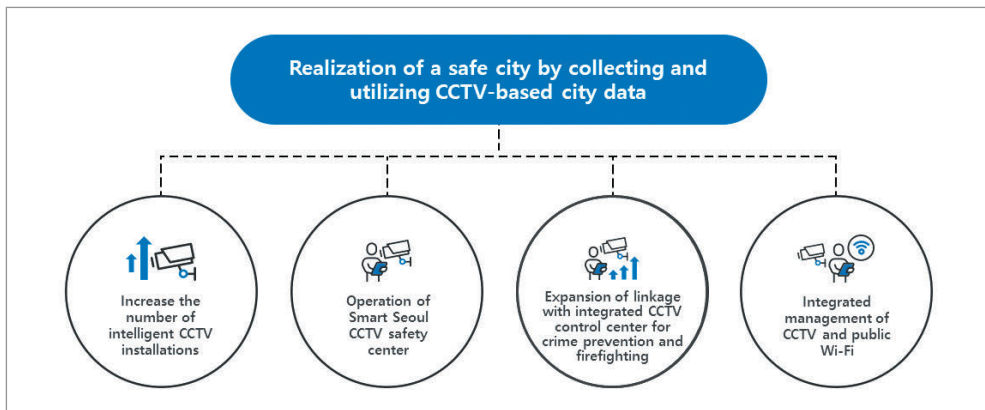 Realization of a safe city by collecting and
utilizing CCTV-based city data
Increase the
number of
intelligent CCTV
installations
Operation of
Smart Seoul
CCTV safety
center
Expansion of linkage
with integrated CCTV
control center for
crime prevention and
firefighting
Integrated
management of
CCTV and public
Wi-Fi